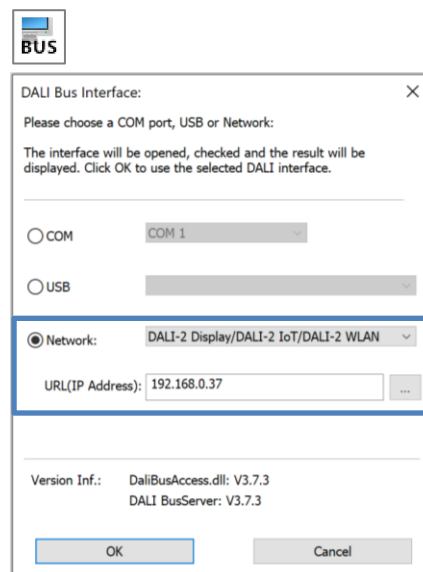 BUS
DALI Bus Interface:
Please choose a COM port, USB or Network:
The interface will be opened, checked and the result will be
displayed. Click OK to use the selected DALI interface.
COM
COM 1
USB
Network:
DALI-2 Display/DALI-2 IoT/DALI-2 WLAN
URL(IP Address):
192.168.0.37
...
Version Inf.:
DaliBusAccess.dll: V3.7.3
DALI BusServer: V3.7.3
OK
Cancel